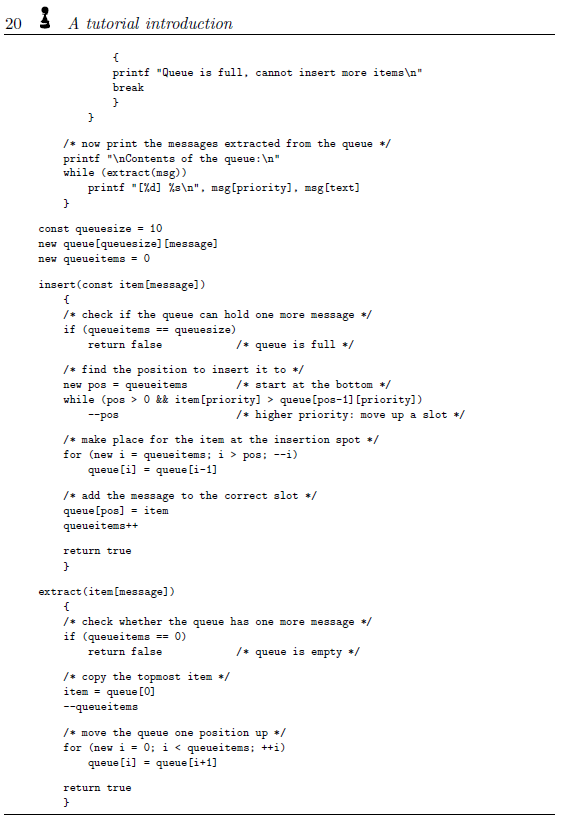 20 A tutorial introduction
{
printf "Queue is full, cannot insert more items\n"
break
}
}
/* now print the messages extracted from the queue */
printf "\nContents of the queue:\n"
while (extract(msg))
printf "[%d] %s\n", msg[priority], msg[text]
}
const queuesize = 10
new queue[queuesize][message]
new queueitems = 0
insert(const item[message])
{
/* check if the queue can hold one more message */
if (queueitems == queuesize)
return false /* queue is full */
/* find the position to insert it to */
new pos = queueitems /* start at the bottom */
while (pos > 0 && item[priority] > queue[pos-1][priority])
--pos /* higher priority: move up a slot */
/* make place for the item at the insertion spot */
for (new i = queueitems; i > pos; --i)
queue[i] = queue[i-1]
/* add the message to the correct slot */
queue[pos] = item
queueitems++
return true
}
extract(item[message])
{
/* check whether the queue has one more message */
if (queueitems == 0)
return false /* queue is empty */
/* copy the topmost item */
item = queue[0]
--queueitems
/* move the queue one position up */
for (new i = 0; i < queueitems; ++i)
queue[i] = queue[i+1]
return true
}